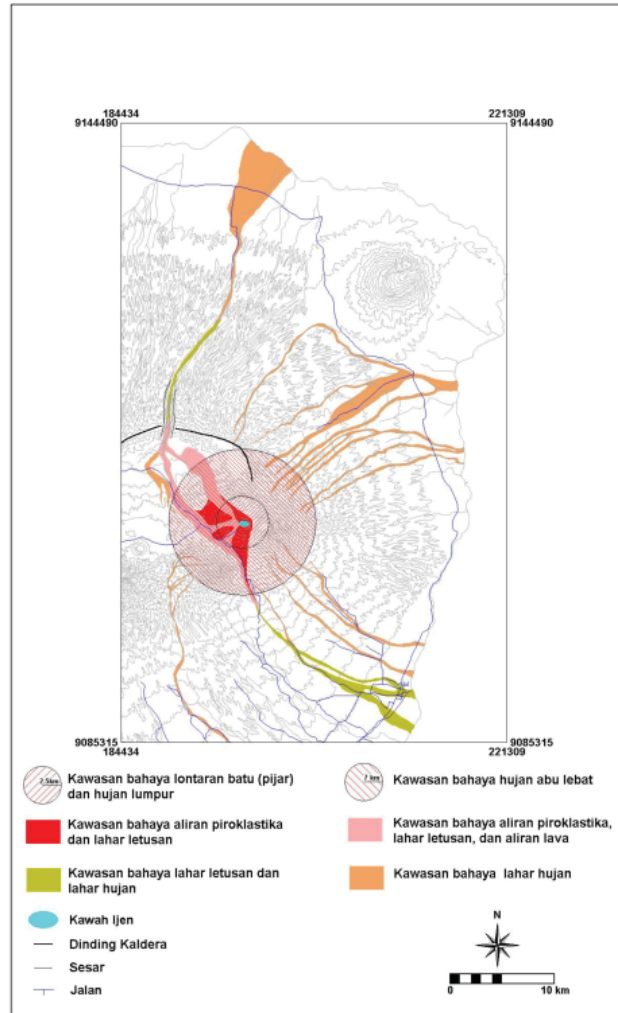 184434 221309
9144490 9144490
9085315 9085315
184434 221309
2.5km
Kawasan bahaya lontaran batu (pijar)
dan hujan lumpur
7 km
Kawasan bahaya hujan abu lebat
Kawasan bahaya aliran piroklastika
dan lahar letusan
Kawasan bahaya aliran piroklastika,
lahar letusan, dan aliran lava
Kawasan bahaya lahar letusan dan
lahar hujan
Kawasan bahaya lahar hujan
Kawah Ijen
Dinding Kaldera
Sesar
Jalan
N
0 10 km